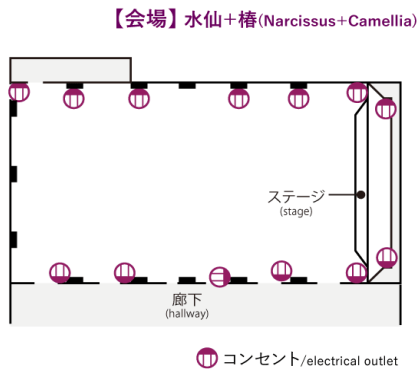 【会場】水仙+椿(Narcissus+Camellia)
ステージ
(stage)
廊下
(hallway)
コンセント/electrical outlet